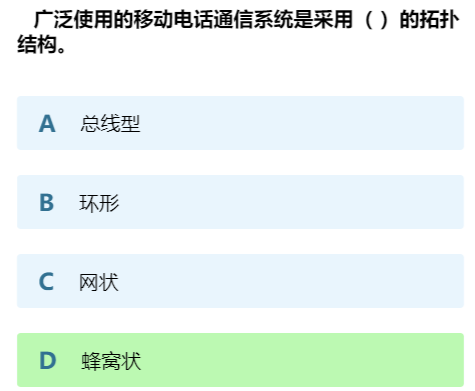 广泛使用的移动电话通信系统是采用（ ）的拓扑
结构。
A 总线型
B 环形
C 网状
D 蜂窝状